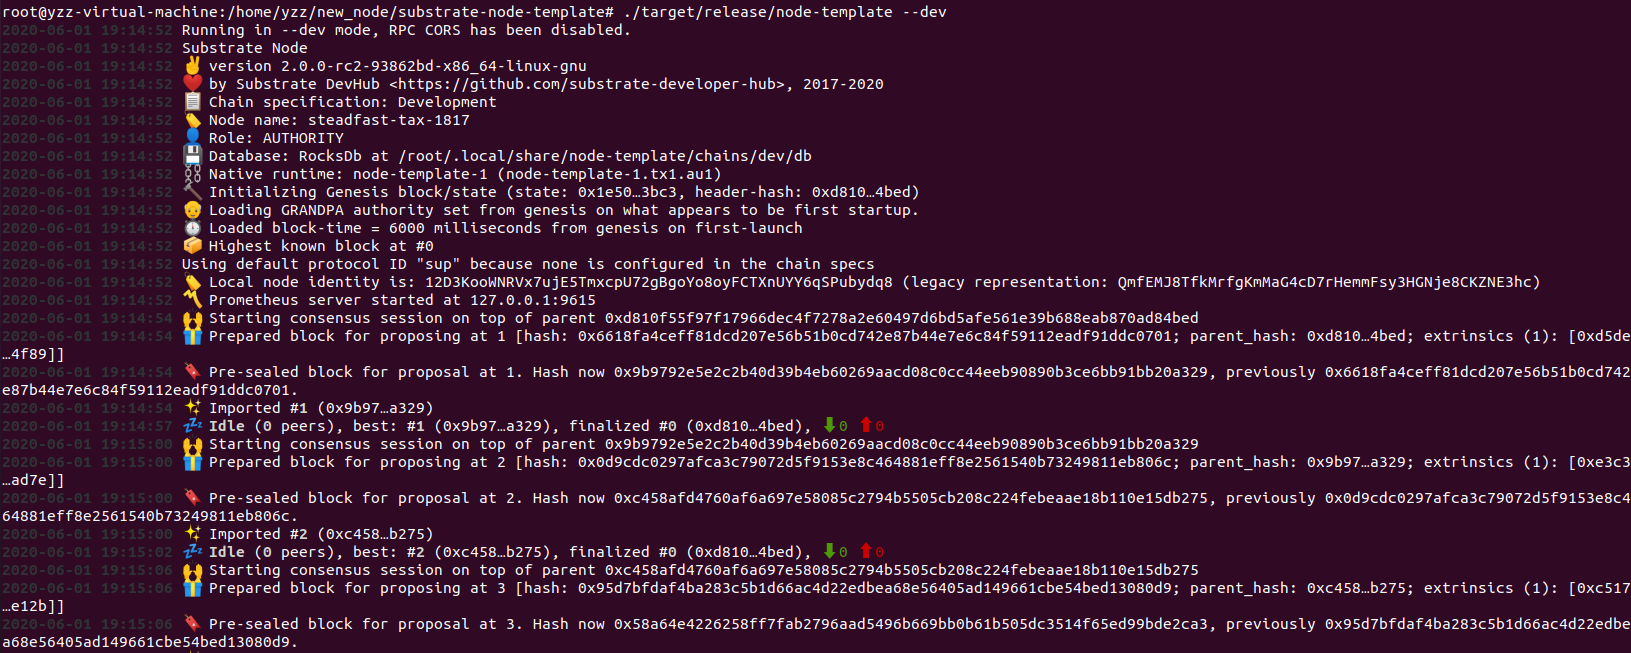 root@yzz-virtual-machine:/home/yzz/new_node/substrate-node-template# ./target/release/node-template --dev
2020-06-01 19:14:52 Running in --dev mode, RPC CORS has been disabled.
2020-06-01 19:14:52 Substrate Node
2020-06-01 19:14:52 ✌️ version 2.0.0-rc2-93862bd-x86_64-linux-gnu
2020-06-01 19:14:52 ❤️ by Substrate DevHub <https://github.com/substrate-developer-hub>, 2017-2020
2020-06-01 19:14:52 📋 Chain specification: Development
2020-06-01 19:14:52 🏷 Node name: steadfast-tax-1817
2020-06-01 19:14:52 👤 Role: AUTHORITY
2020-06-01 19:14:52 💾 Database: RocksDb at /root/.local/share/node-template/chains/dev/db
2020-06-01 19:14:52 ⛓ Native runtime: node-template-1 (node-template-1.tx1.au1)
2020-06-01 19:14:52 🔨 Initializing Genesis block/state (state: 0x1e50…3bc3, header-hash: 0xd810…4bed)
2020-06-01 19:14:52 👴 Loading GRANDPA authority set from genesis on what appears to be first startup.
2020-06-01 19:14:52 ⏱ Loaded block-time = 6000 milliseconds from genesis on first-launch
2020-06-01 19:14:52 📦 Highest known block at #0
2020-06-01 19:14:52 Using default protocol ID "sup" because none is configured in the chain specs
2020-06-01 19:14:52 🏷 Local node identity is: 12D3KooWNRVx7ujE5TmxcpU72gBgoYo8oyFCTXnUYY6qSPubydq8 (legacy representation: QmfEMJ8TfkMrfgKmMaG4cD7rHemmFsy3HGNje8CKZNE3hc)
2020-06-01 19:14:52 〽️ Prometheus server started at 127.0.0.1:9615
2020-06-01 19:14:54 🙌 Starting consensus session on top of parent 0xd810f55f97f17966dec4f7278a2e60497d6bd5afe561e39b688eab870ad84bed
2020-06-01 19:14:54 🎁 Prepared block for proposing at 1 [hash: 0x6618fa4ceff81dcd207e56b51b0cd742e87b44e7e6c84f59112eadf91ddc0701; parent_hash: 0xd810…4bed; extrinsics (1): [0xd5de
…4f89]]
2020-06-01 19:14:54 🔖 Pre-sealed block for proposal at 1. Hash now 0x9b9792e5e2c2b40d39b4eb60269aacd08c0cc44eeb90890b3ce6bb91bb20a329, previously 0x6618fa4ceff81dcd207e56b51b0cd742
e87b44e7e6c84f59112eadf91ddc0701.
2020-06-01 19:14:54 ✨ Imported #1 (0x9b97…a329)
2020-06-01 19:14:57 💤 Idle (0 peers), best: #1 (0x9b97…a329), finalized #0 (0xd810…4bed), ⬇ 0 ⬆ 0
2020-06-01 19:15:00 🙌 Starting consensus session on top of parent 0x9b9792e5e2c2b40d39b4eb60269aacd08c0cc44eeb90890b3ce6bb91bb20a329
2020-06-01 19:15:00 🎁 Prepared block for proposing at 2 [hash: 0x0d9cdc0297afca3c79072d5f9153e8c464881eff8e2561540b73249811eb806c; parent_hash: 0x9b97…a329; extrinsics (1): [0xe3c3
…ad7e]]
2020-06-01 19:15:00 🔖 Pre-sealed block for proposal at 2. Hash now 0xc458afd4760af6a697e58085c2794b5505cb208c224febeaae18b110e15db275, previously 0x0d9cdc0297afca3c79072d5f9153e8c4
64881eff8e2561540b73249811eb806c.
2020-06-01 19:15:00 ✨ Imported #2 (0xc458…b275)
2020-06-01 19:15:02 💤 Idle (0 peers), best: #2 (0xc458…b275), finalized #0 (0xd810…4bed), ⬇ 0 ⬆ 0
2020-06-01 19:15:06 🙌 Starting consensus session on top of parent 0xc458afd4760af6a697e58085c2794b5505cb208c224febeaae18b110e15db275
2020-06-01 19:15:06 🎁 Prepared block for proposing at 3 [hash: 0x95d7bfdaf4ba283c5b1d66ac4d22edbea68e56405ad149661cbe54bed13080d9; parent_hash: 0xc458…b275; extrinsics (1): [0xc517
…e12b]]
2020-06-01 19:15:06 🔖 Pre-sealed block for proposal at 3. Hash now 0x58a64e4226258ff7fab2796aad5496b669bb0b61b505dc3514f65ed99bde2ca3, previously 0x95d7bfdaf4ba283c5b1d66ac4d22edbe
a68e56405ad149661cbe54bed13080d9.